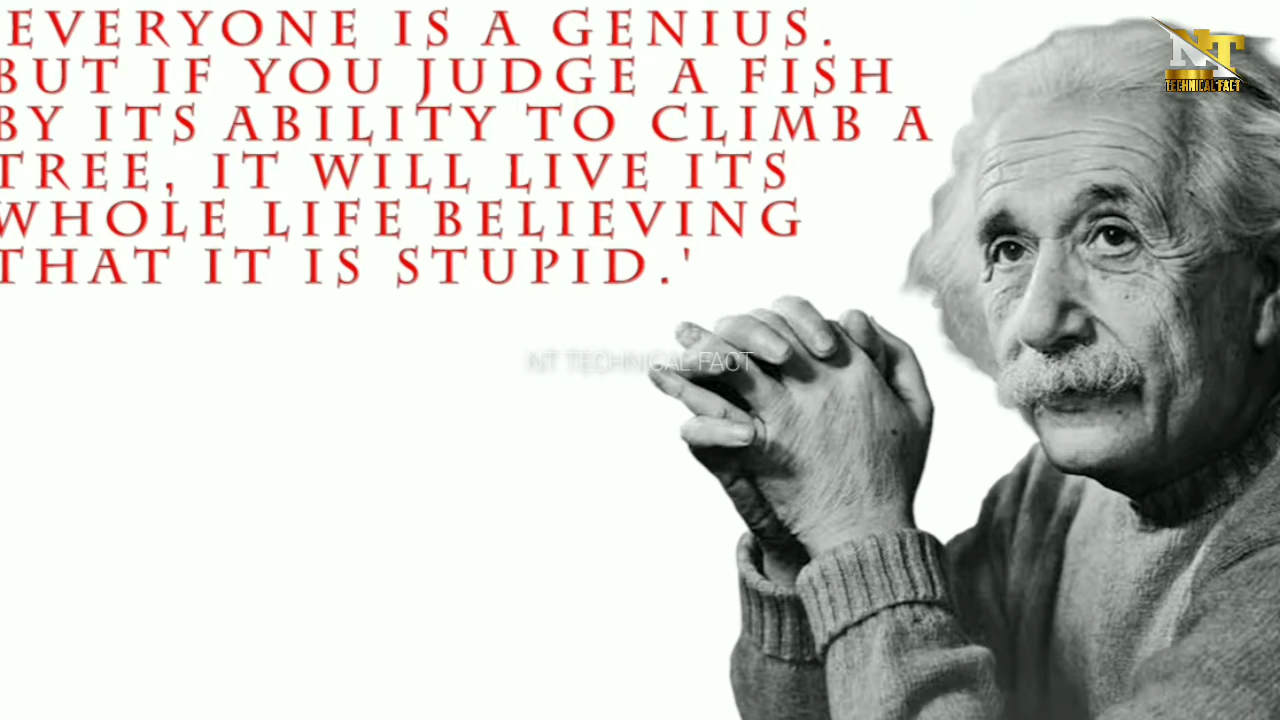 EVERYONE IS A GENIUS.
BUT IF YOU JUDGE A FISH
BY ITS ABILITY TO CLIMB A
TREE, IT WILL LIVE ITS
WHOLE LIFE BELIEVING
THAT IT IS STUPID.'
NT
TECHNICAL FACT
NT TECHNICAL FACT